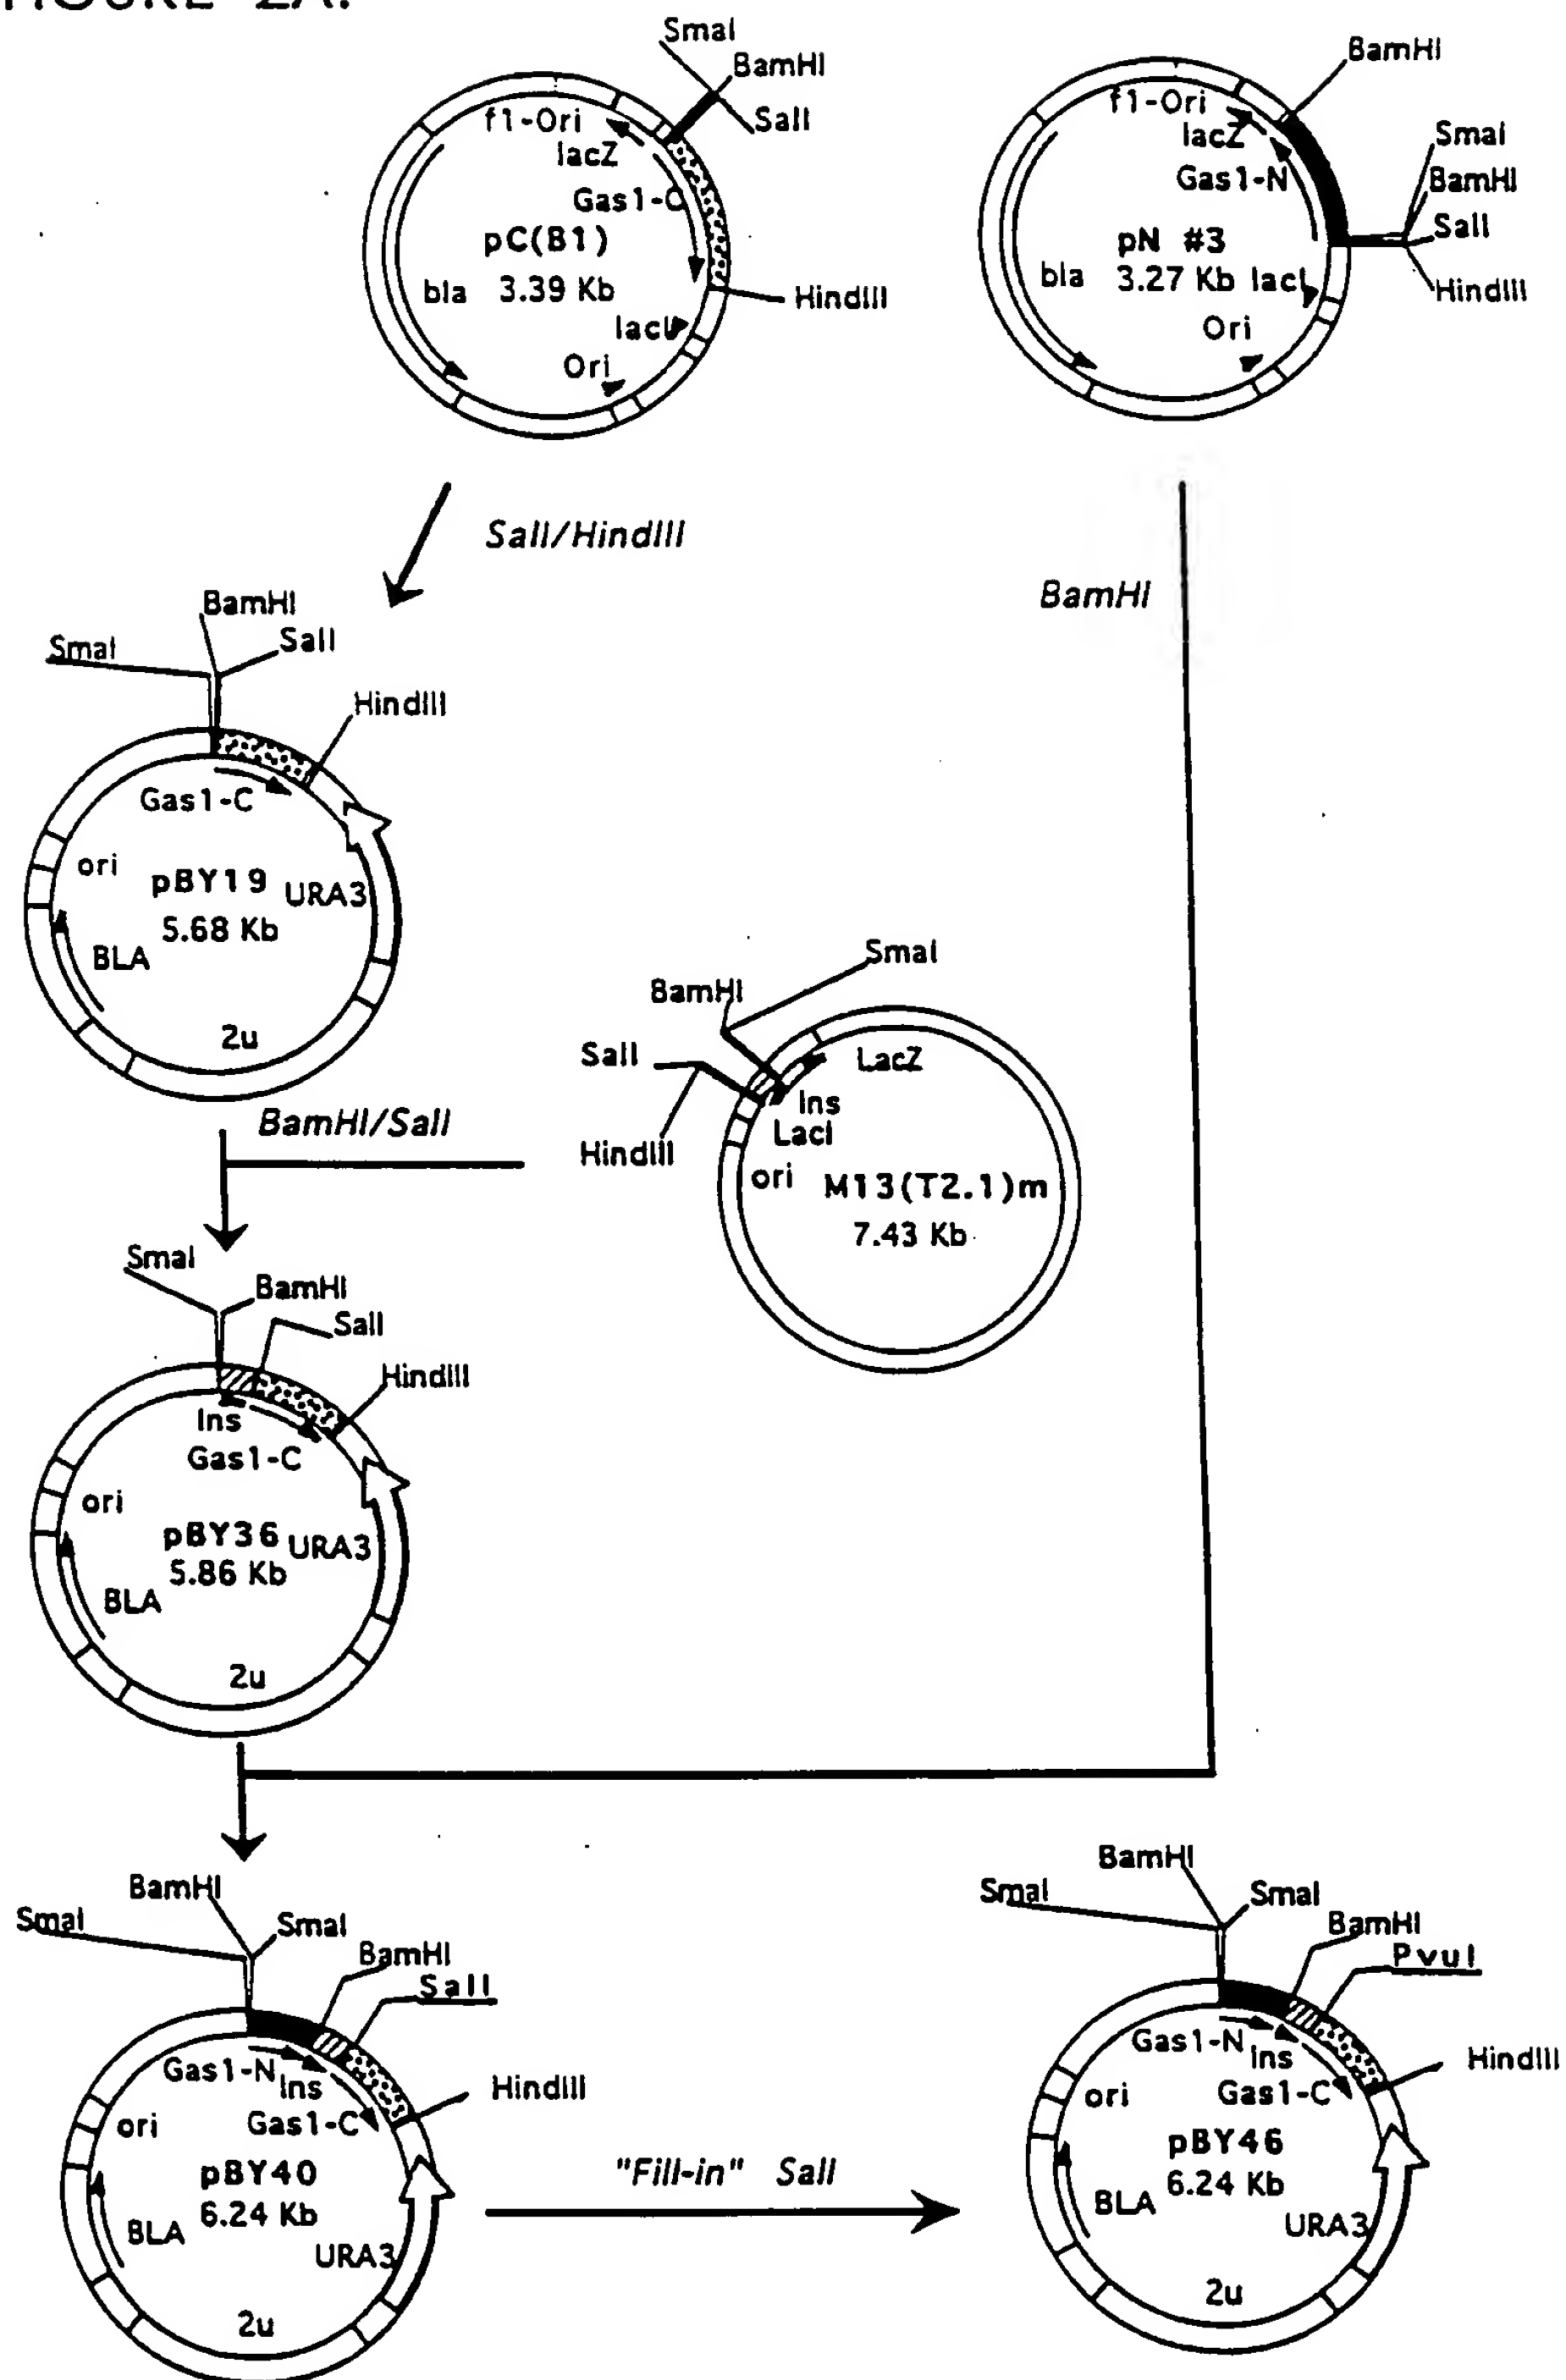 FIGURE 2A.
SmaI
BamHI
SalI
f1-Ori
lacZ
Gas1-C
pC(B1)
bla 3.39 Kb
HindIII
lacI
Ori
BamHI
f1-Ori
lacZ
SmaI
BamHI
Gas1-N
SalI
pN #3
bla 3.27 Kb lacI
HindIII
Ori
SalI/HindIII
BamHI
BamHI
SmaI
SalI
HindIII
Gas1-C
ori
pBY19
URA3
5.68 Kb
BLA
2u
SmaI
BamHI
SalI
LacZ
Ins
LacI
HindIII
ori
M13(T2.1)m
7.43 Kb
BamHI/SalI
SmaI
BamHI
SalI
HindIII
Ins
Gas1-C
ori
pBY36
URA3
5.86 Kb
BLA
2u
BamHI
SmaI
SmaI
BamHI
SalI
Gas1-N
Ins
HindIII
Gas1-C
ori
pBY40
6.24 Kb
BLA
URA3
2u
"Fill-in" SalI
BamHI
SmaI
SmaI
BamHI
PvuI
Gas1-N
Ins
HindIII
Gas1-C
ori
pBY46
6.24 Kb
BLA
URA3
2u